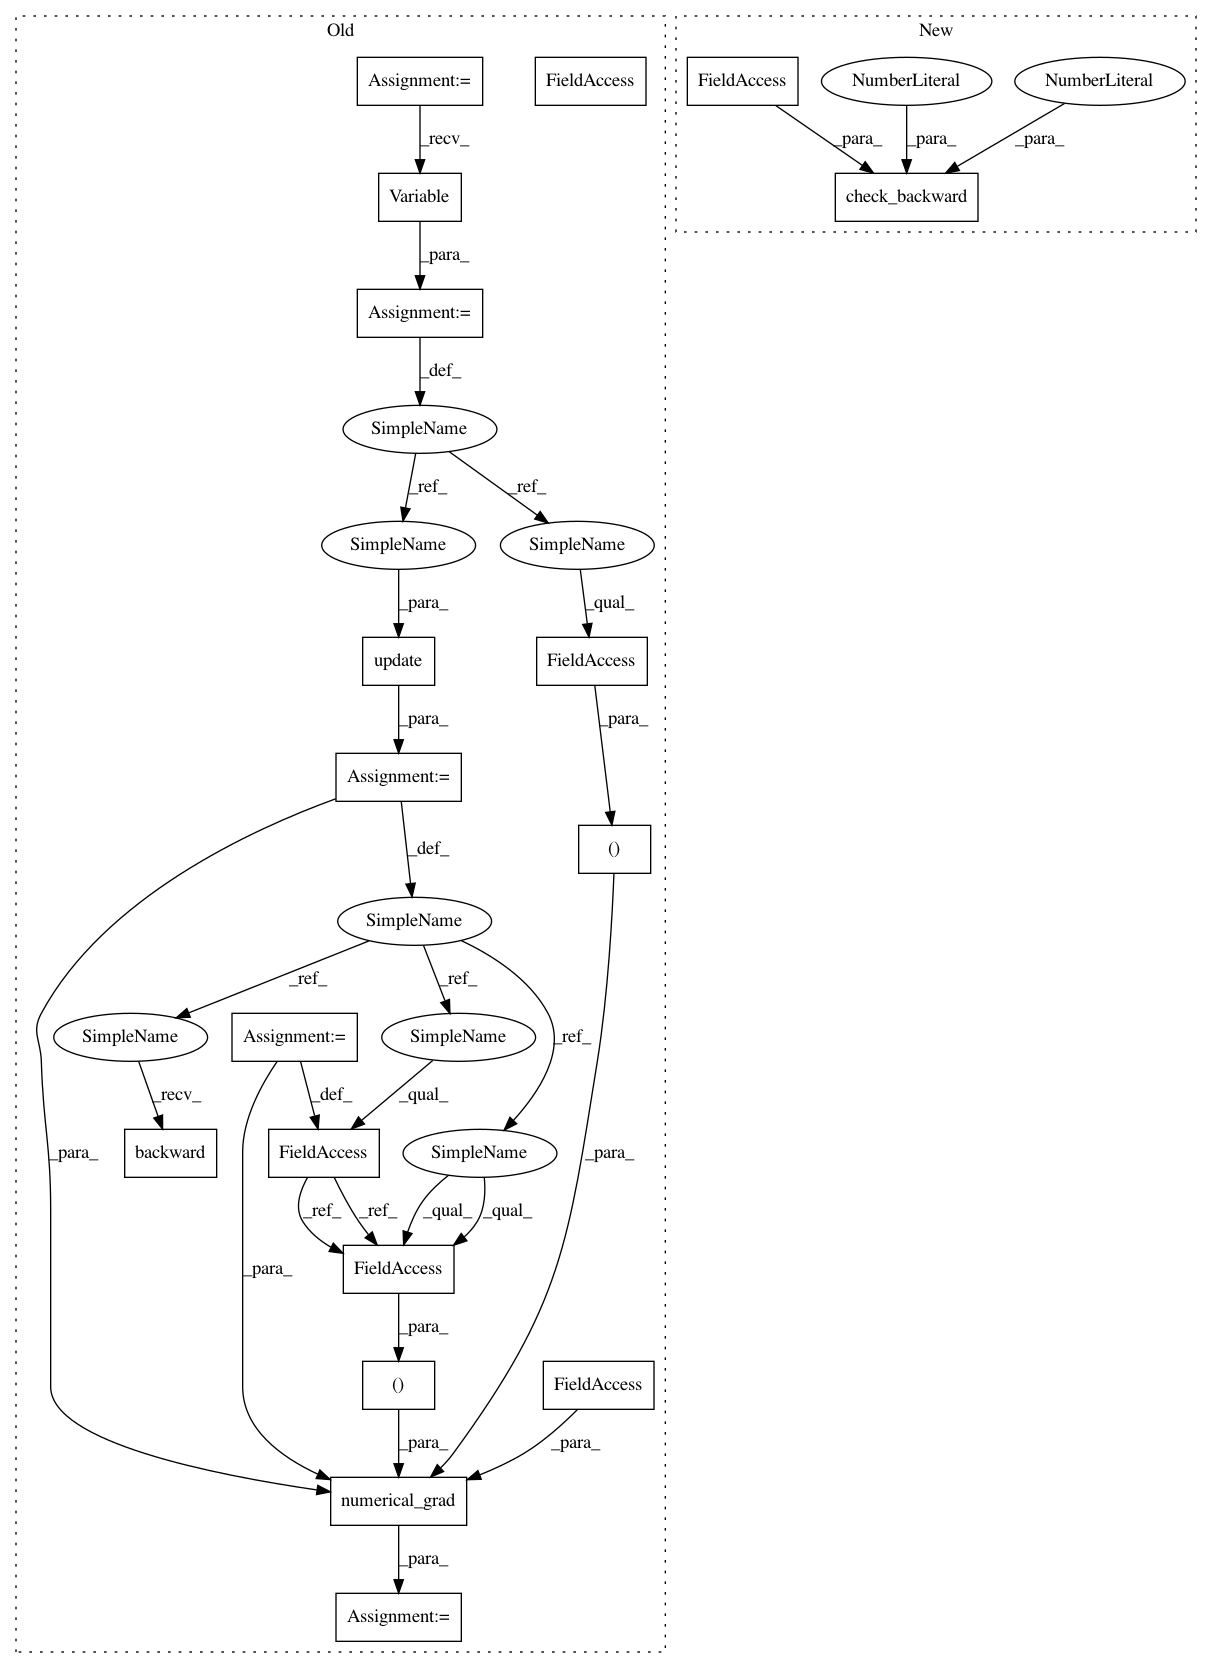 Old
New
Assignment:=
FieldAccess
FieldAccess
NumberLiteral
NumberLiteral
_recv_
_para_
_para_
_para_
Variable
check_backward
_para_
Assignment:=
_def_
SimpleName
_ref_
_ref_
SimpleName
SimpleName
_para_
_qual_
update
FieldAccess
_para_
_para_
Assignment:=
()
_def_
SimpleName
_ref_
_ref_
_ref_
SimpleName
Assignment:=
SimpleName
_recv_
_def_
_qual_
_para_
_para_
backward
FieldAccess
SimpleName
_ref_
_ref_
_qual_
_qual_
_para_
FieldAccess
_para_
()
FieldAccess
_para_
_para_
numerical_grad
_para_
Assignment:=